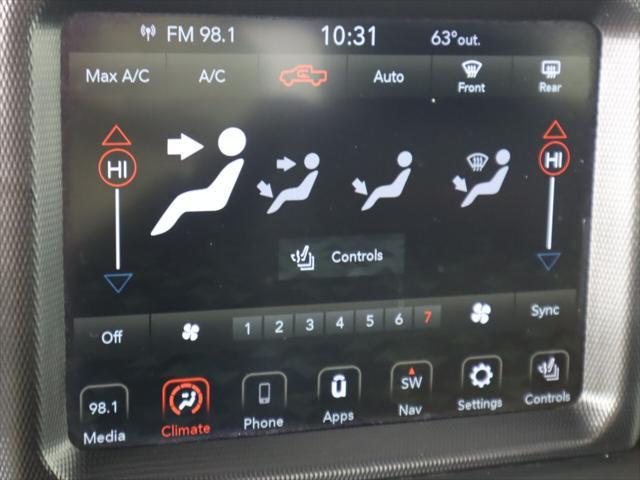 FM 98.1 10:31 63°out.
Max A/C A/C Auto Front Rear
HI HI
Controls
Off 1 2 3 4 5 6 7 Sync
98.1 SW
Media Climate Phone Apps Nav Settings Controls